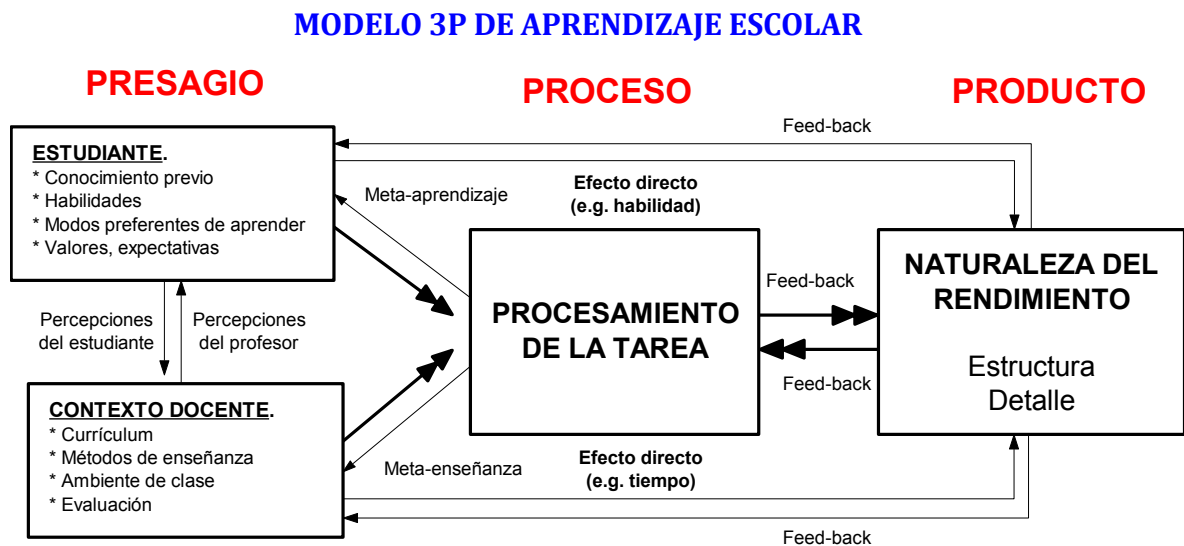 MODELO 3P DE APRENDIZAJE ESCOLAR
PRESAGIO
PROCESO
PRODUCTO
Feed-back
ESTUDIANTE.
* Conocimiento previo
* Habilidades
* Modos preferentes de aprender
* Valores, expectativas
Meta-aprendizaje
Efecto directo
(e.g. habilidad)
Percepciones
del estudiante
Percepciones
del profesor
PROCESAMIENTO
DE LA TAREA
Feed-back
Feed-back
NATURALEZA DEL
RENDIMIENTO
Estructura
Detalle
CONTEXTO DOCENTE.
* Currículum
* Métodos de enseñanza
* Ambiente de clase
* Evaluación
Meta-enseñanza
Efecto directo
(e.g. tiempo)
Feed-back